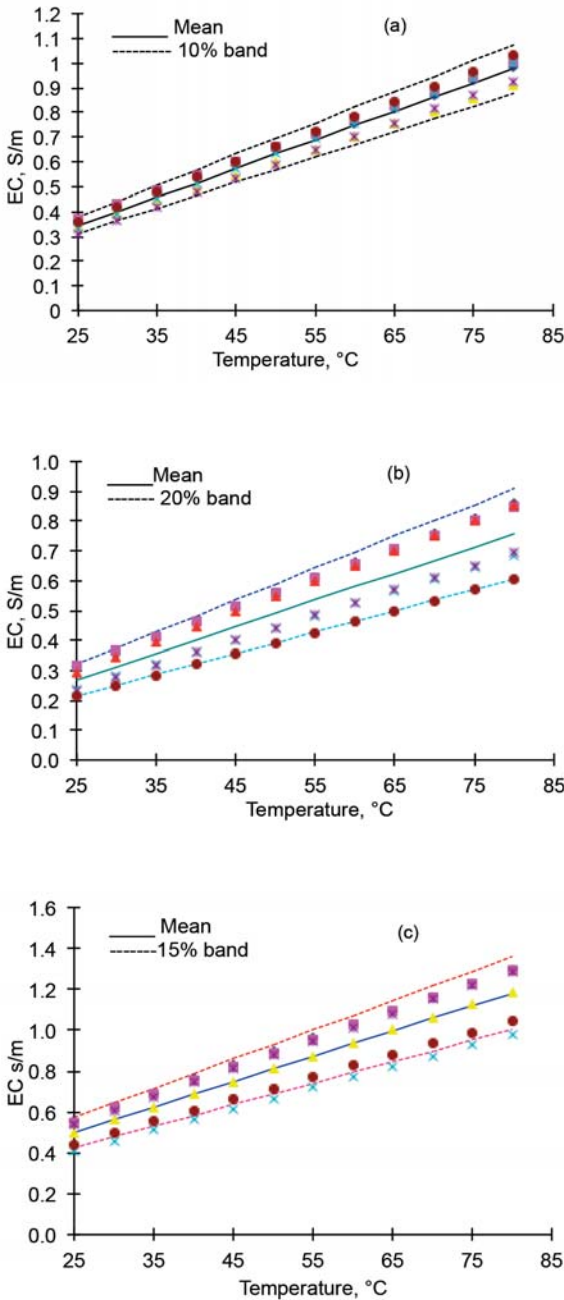 (a)
Mean
10% band
EC, S/m
1.2
1.1
1
0.9
0.8
0.7
0.6
0.5
0.4
0.3
0.2
0.1
0
25 35 45 55 65 75 85
Temperature, °C
(b)
Mean
20% band
EC, S/m
1.0
0.9
0.8
0.7
0.6
0.5
0.4
0.3
0.2
0.1
0.0
25 35 45 55 65 75 85
Temperature, °C
(c)
Mean
15% band
EC s/m
1.6
1.4
1.2
1.0
0.8
0.6
0.4
0.2
0.0
25 35 45 55 65 75 85
Temperature, °C